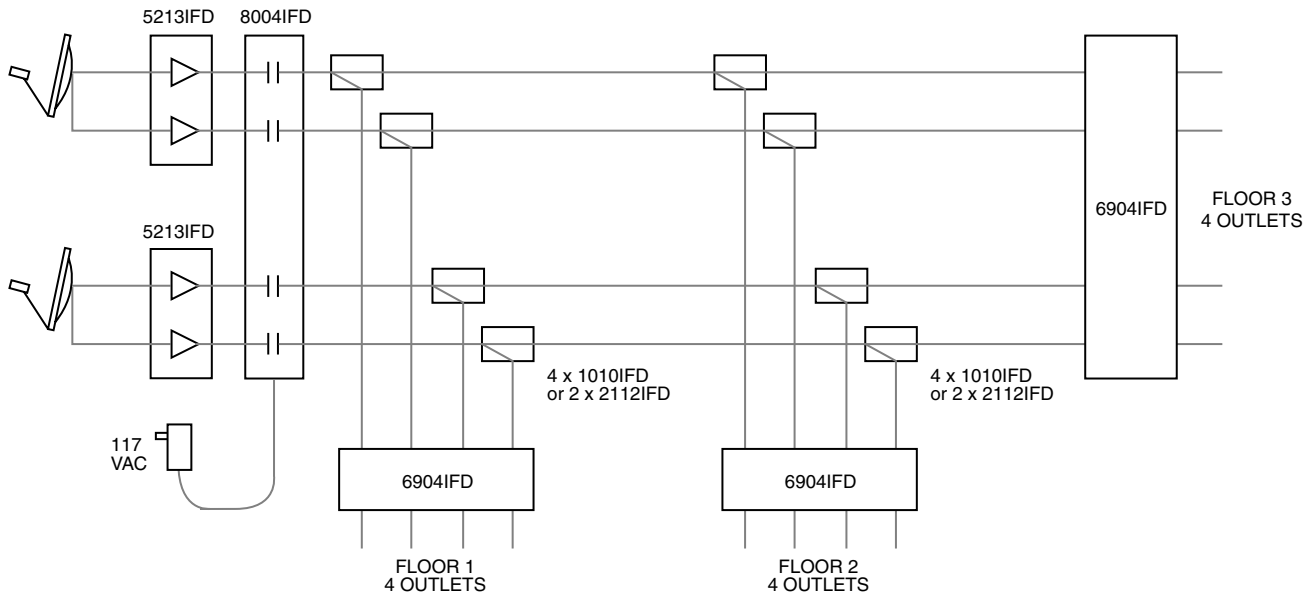 5213IFD
8004IFD
5213IFD
6904IFD
FLOOR 3
4 OUTLETS
4 x 1010IFD
or 2 x 2112IFD
4 x 1010IFD
or 2 x 2112IFD
117
VAC
6904IFD
6904IFD
FLOOR 1
4 OUTLETS
FLOOR 2
4 OUTLETS